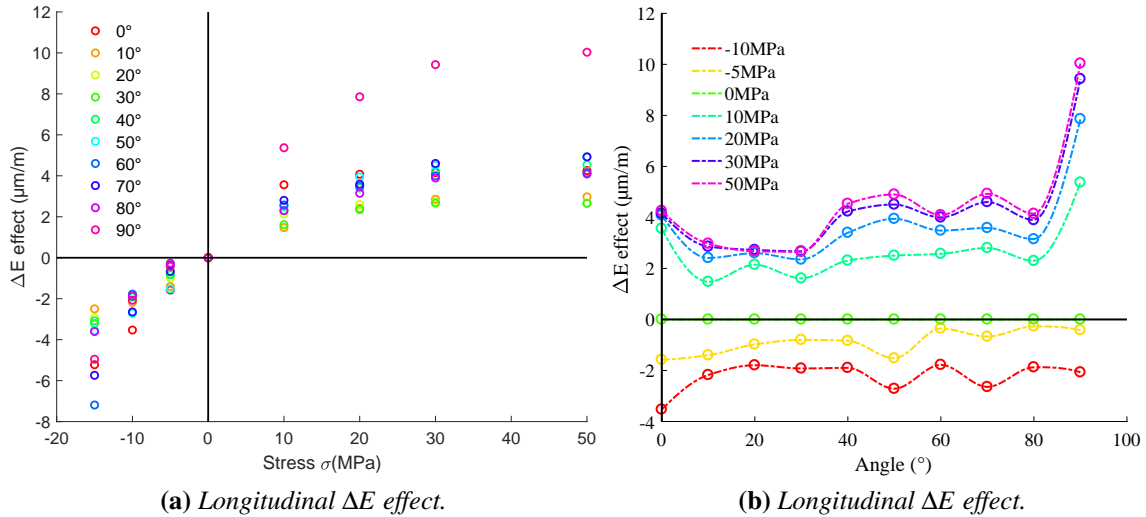 12
10
8
6
4
2
0
-2
-4
-6
-8
ΔE effect (μm/m)
0°
10°
20°
30°
40°
50°
60°
70°
80°
90°
-20 -10 0 10 20 30 40 50
Stress σ(MPa)
(a) Longitudinal ΔE effect.
12
10
8
6
4
2
0
-2
-4
ΔE effect (μm/m)
-10MPa
-5MPa
0MPa
10MPa
20MPa
30MPa
50MPa
0 20 40 60 80 100
Angle (°)
(b) Longitudinal ΔE effect.